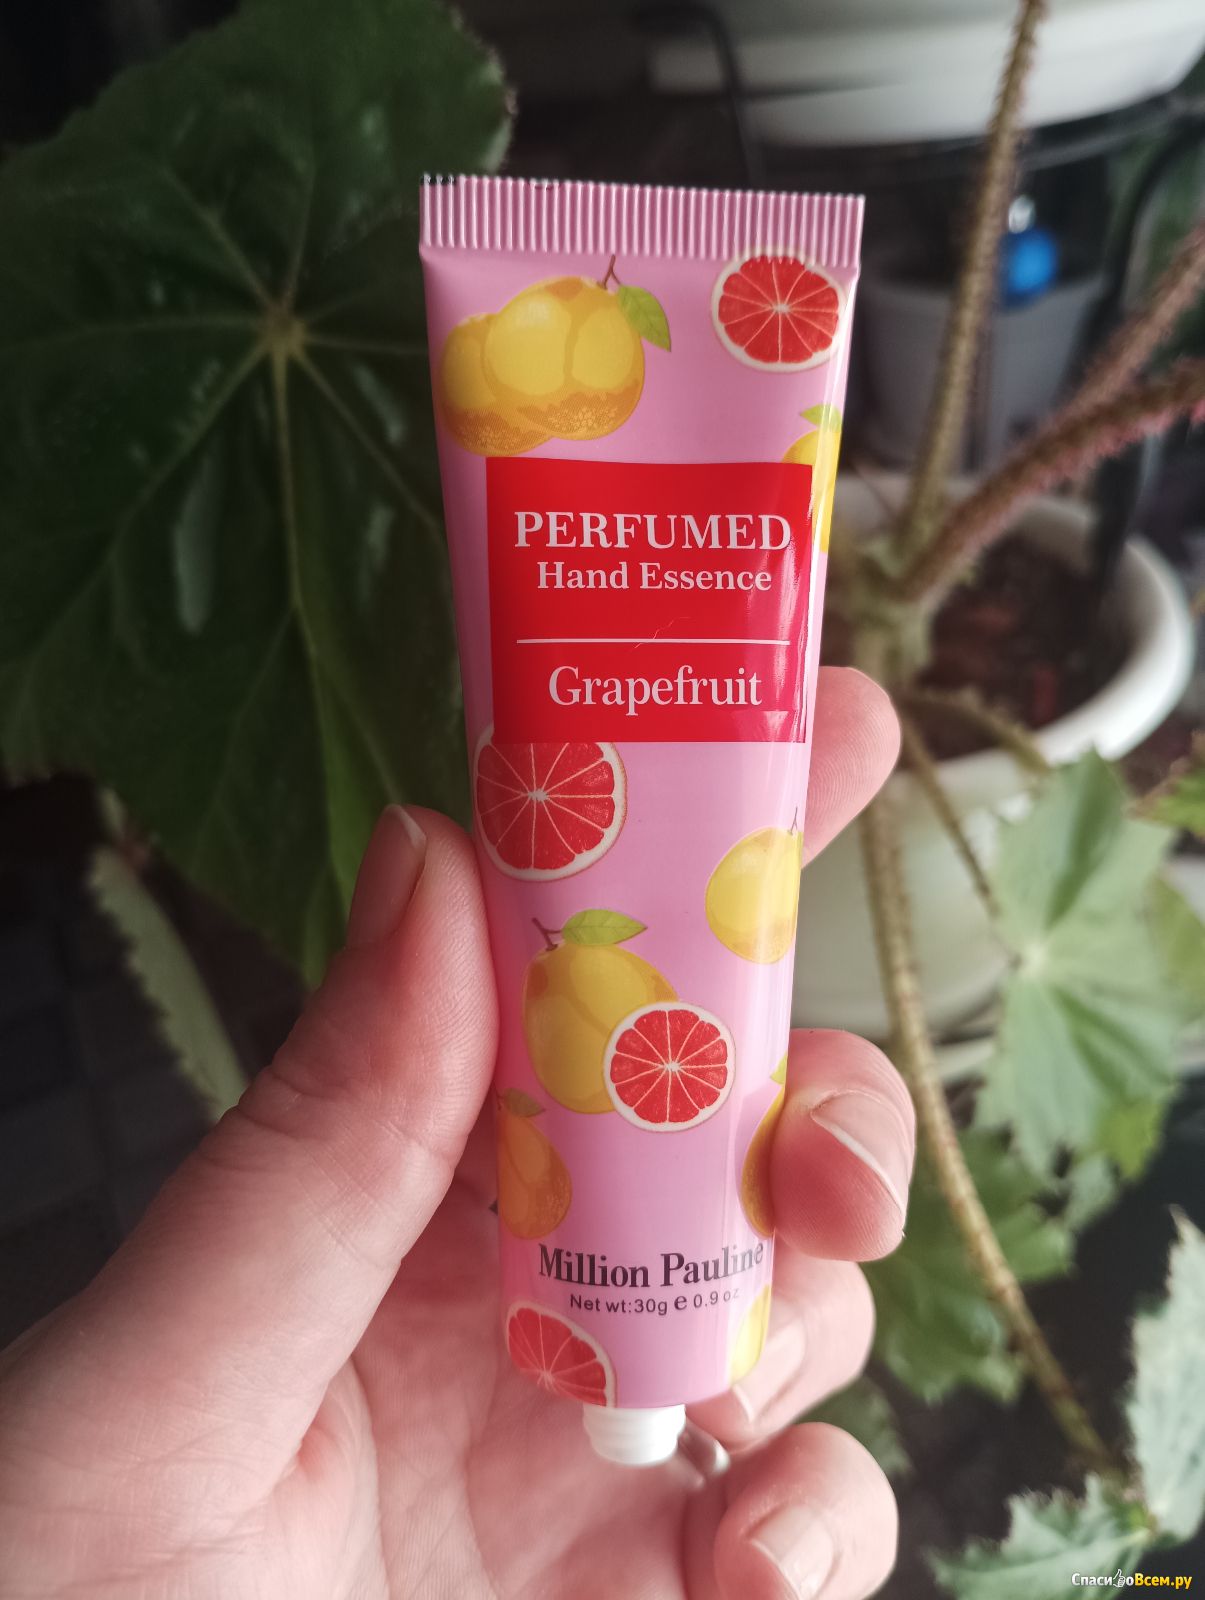 PERFUMED
Hand Essence
Grapefruit
Million Pauline
Net wt:30g ℮ 0.9 oz
СпасибоВсем.ру